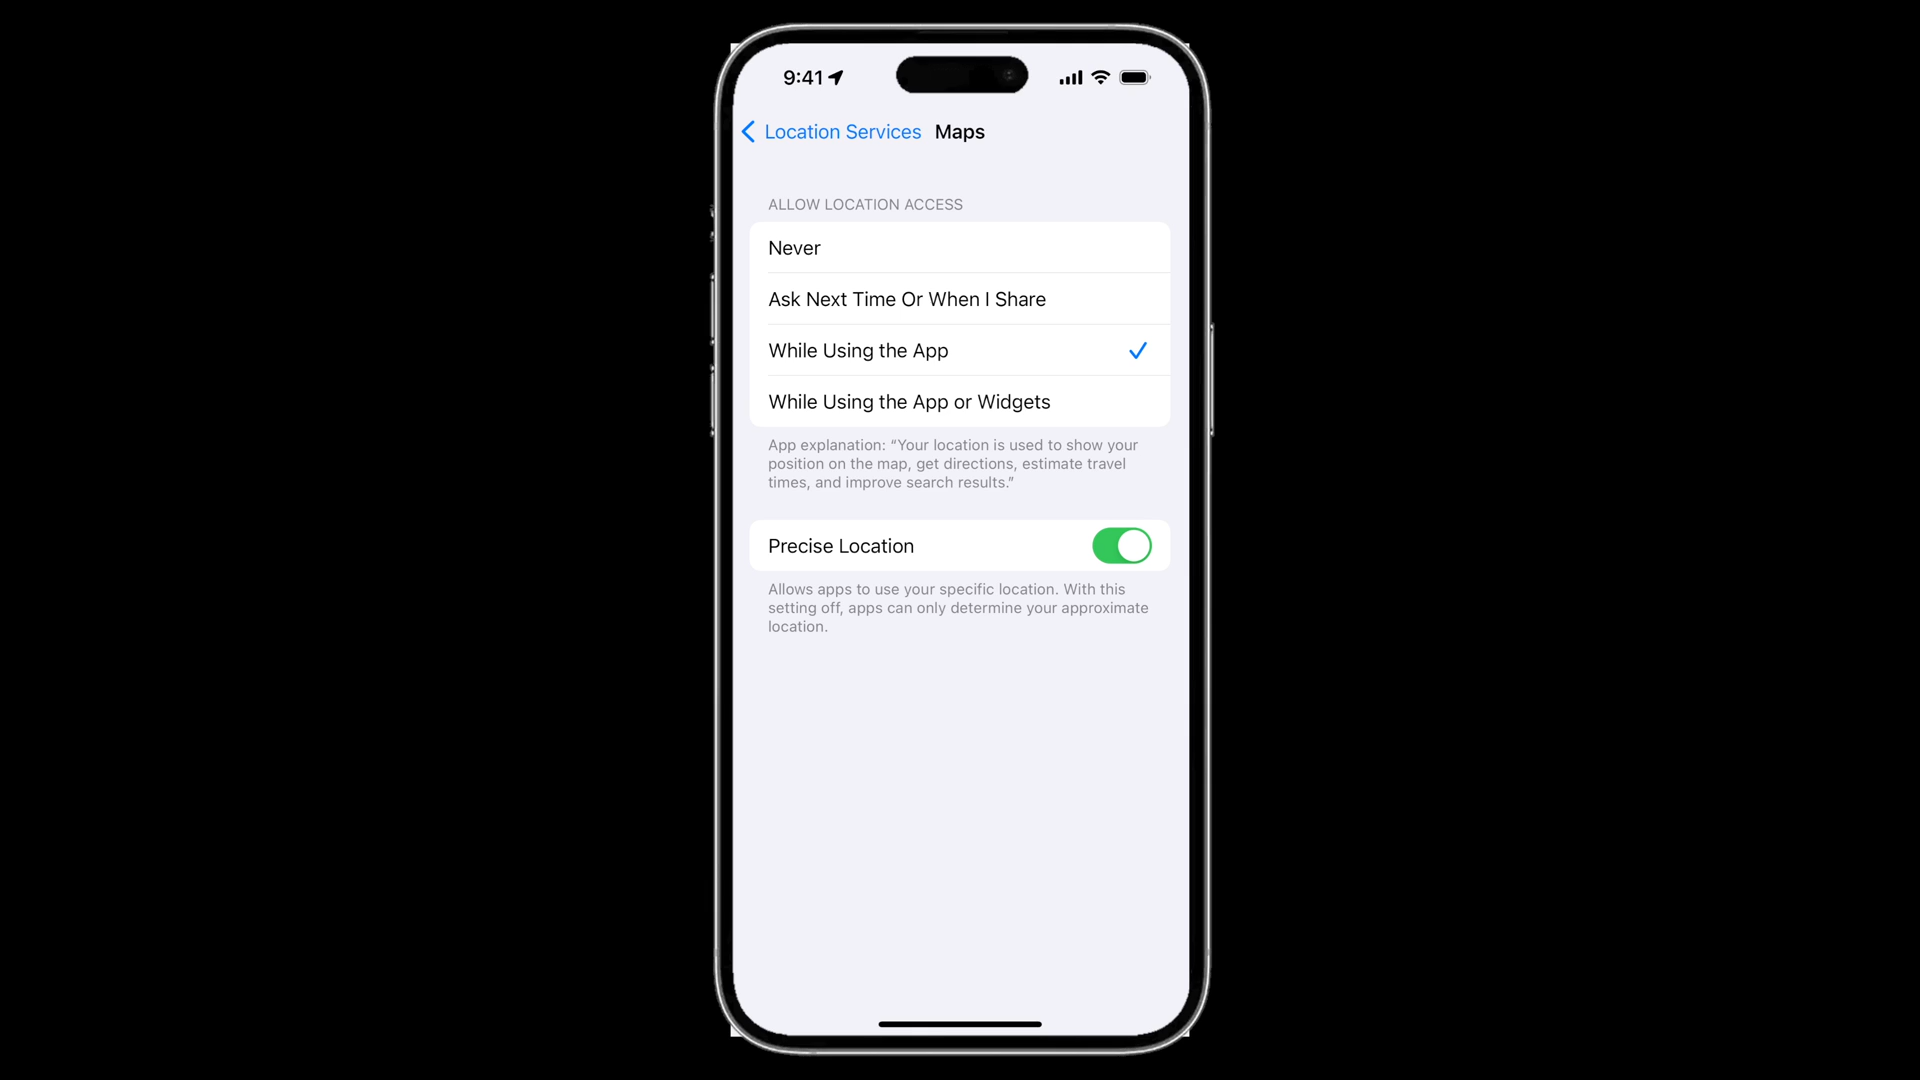 9:41
Location Services Maps
ALLOW LOCATION ACCESS
Never
Ask Next Time Or When I Share
While Using the App
While Using the App or Widgets
App explanation: “Your location is used to show your
position on the map, get directions, estimate travel
times, and improve search results.”
Precise Location
Allows apps to use your specific location. With this
setting off, apps can only determine your approximate
location.